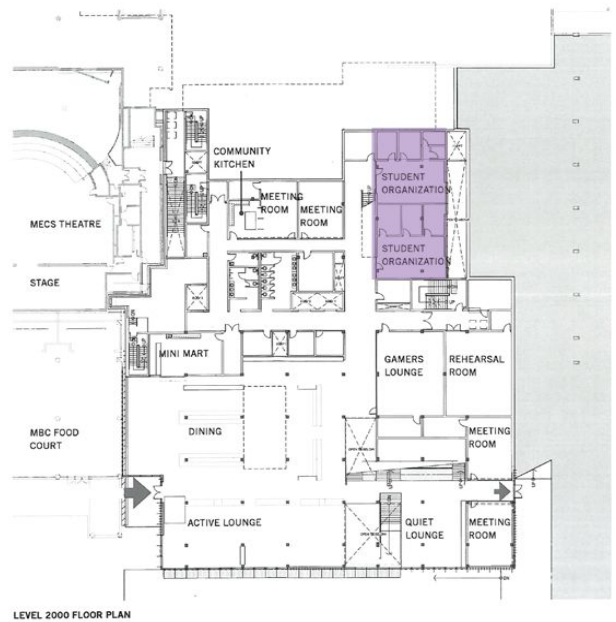 COMMUNITY
KITCHEN
STUDENT
ORGANIZATION
MEETING
ROOM
MEETING
ROOM
MECS THEATRE
STUDENT
ORGANIZATION
STAGE
MINI MART
GAMERS
LOUNGE
REHEARSAL
ROOM
MBC FOOD
COURT
DINING
MEETING
ROOM
ACTIVE LOUNGE
QUIET
LOUNGE
MEETING
ROOM
LEVEL 2000 FLOOR PLAN